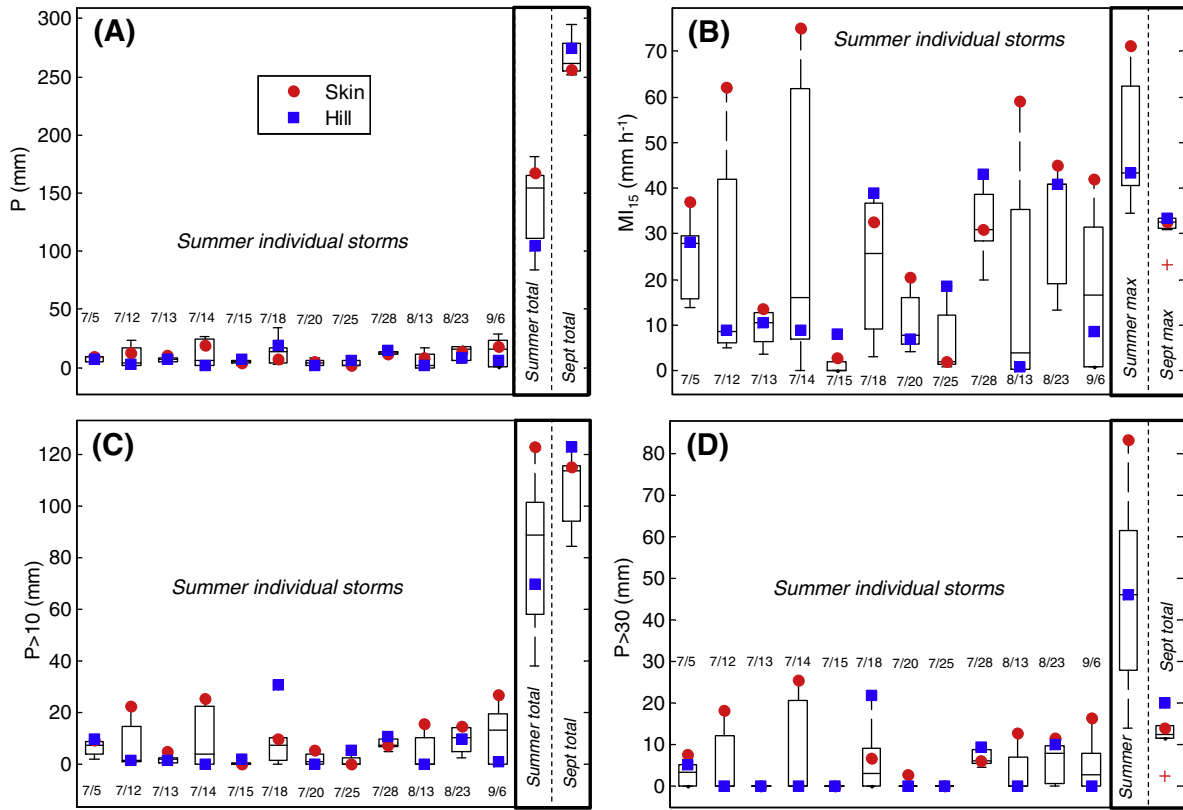 (A)
300
250
200
150
100
50
0
P (mm)
Skin
Hill
Summer individual storms
7/5 7/12 7/13 7/14 7/15 7/18 7/20 7/25 7/28 8/13 8/23 9/6
Summer total
Sept total
(B)
Summer individual storms
70
60
50
40
30
20
10
0
MI15 (mm h-1)
7/5 7/12 7/13 7/14 7/15 7/18 7/20 7/25 7/28 8/13 8/23 9/6
Summer max
Sept max
(C)
120
100
80
60
40
20
0
P>10 (mm)
Summer individual storms
7/5 7/12 7/13 7/14 7/15 7/18 7/20 7/25 7/28 8/13 8/23 9/6
Summer total
Sept total
(D)
80
70
60
50
40
30
20
10
0
P>30 (mm)
Summer individual storms
7/5 7/12 7/13 7/14 7/15 7/18 7/20 7/25 7/28 8/13 8/23 9/6
Summer total
Sept total